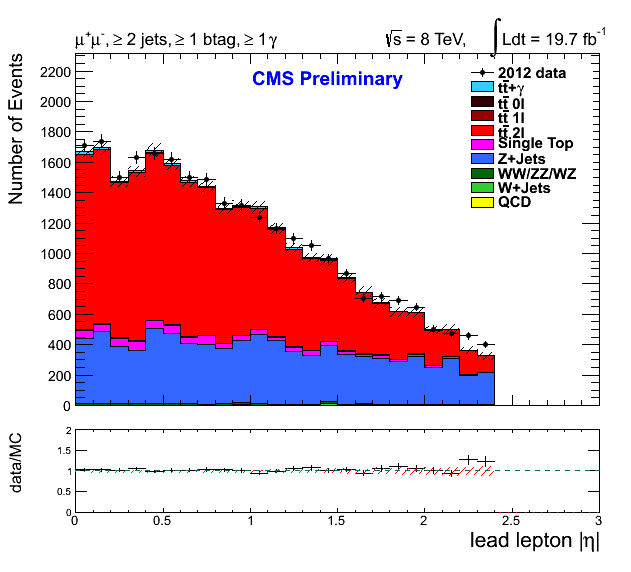 μ⁺μ⁻, ≥ 2 jets, ≥ 1 btag, ≥ 1 γ
√s = 8 TeV, ∫ Ldt = 19.7 fb⁻¹
CMS Preliminary
2012 data
tt̄+γ
tt̄ 0l
tt̄ 1l
tt̄ 2l
Single Top
Z+Jets
WW/ZZ/WZ
W+Jets
QCD
Number of Events
2200
2000
1800
1600
1400
1200
1000
800
600
400
200
0
data/MC
2
1.5
1
0.5
0
0 0.5 1 1.5 2 2.5 3
lead lepton |η|